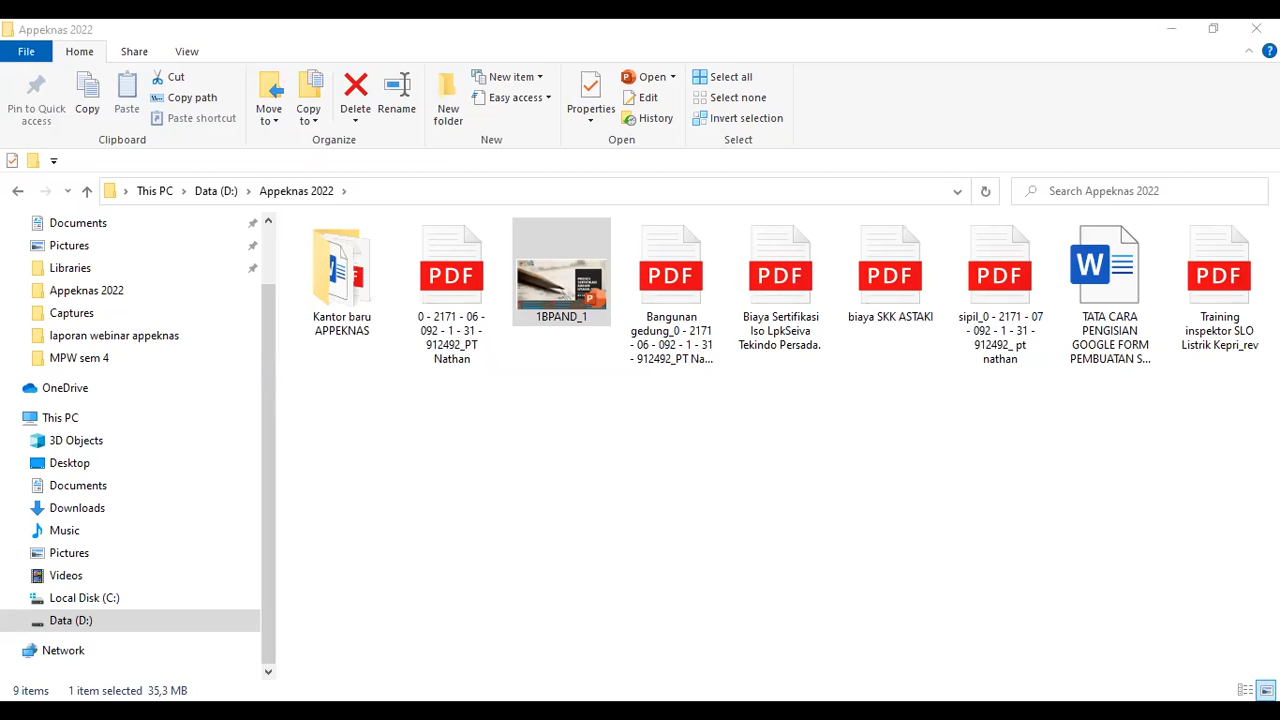 Appeknas 2022
File
Home
Share
View
Pin to Quick
access
Copy
Paste
Cut
Copy path
Paste shortcut
Clipboard
Move
to
Copy
to
Delete
Rename
Organize
New
folder
New item
Easy access
New
Properties
Open
Edit
History
Open
Select all
Select none
Invert selection
Select
This PC
Data (D:)
Appeknas 2022
Search Appeknas 2022
Documents
Pictures
Libraries
Appeknas 2022
Captures
laporan webinar appeknas
MPW sem 4
OneDrive
This PC
3D Objects
Desktop
Documents
Downloads
Music
Pictures
Videos
Local Disk (C:)
Data (D:)
Network
Kantor baru
APPEKNAS
PDF
0 - 2171 - 06 -
092 - 1 - 31 -
912492_PT
Nathan
1BPAND_1
PDF
Bangunan
gedung_0 - 2171
- 06 - 092 - 1 - 31
- 912492_PT Na...
PDF
Biaya Sertifikasi
Iso LpkSeiva
Tekindo Persada.
PDF
biaya SKK ASTAKI
PDF
sipil_0 - 2171 - 07
- 092 - 1 - 31 -
912492_ pt
nathan
W
TATA CARA
PENGISIAN
GOOGLE FORM
PEMBUATAN S...
PDF
Training
inspektor SLO
Listrik Kepri_rev
9 items
1 item selected 35,3 MB